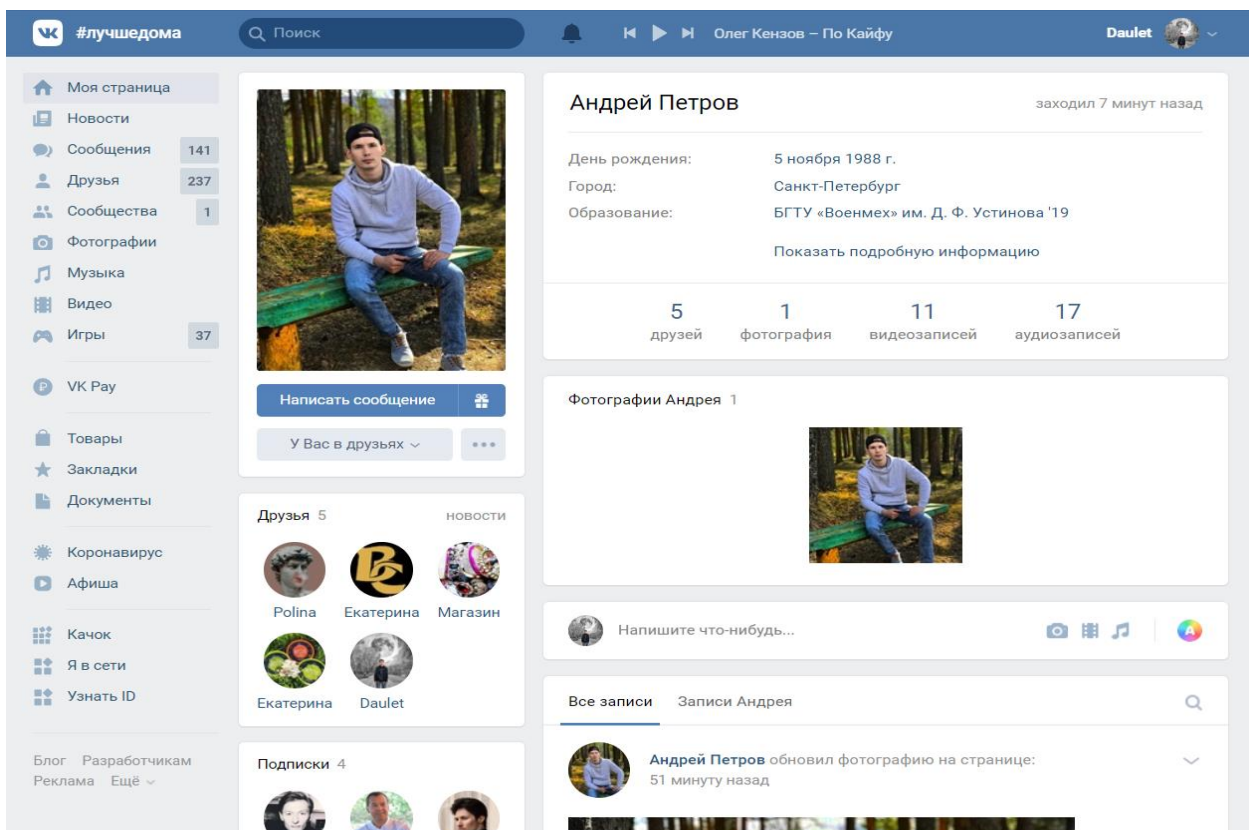 #лучшедома
Поиск
Олег Кензов – По Кайфу
Daulet
Моя страница
Новости
Сообщения 141
Друзья 237
Сообщества 1
Фотографии
Музыка
Видео
Игры 37
VK Pay
Товары
Закладки
Документы
Коронавирус
Афиша
Качок
Я в сети
Узнать ID
Блог Разработчикам
Реклама Ещё
Написать сообщение
У Вас в друзьях
Друзья 5 новости
Polina Екатерина Магазин
Екатерина Daulet
Подписки 4
Андрей Петров заходил 7 минут назад
День рождения: 5 ноября 1988 г.
Город: Санкт-Петербург
Образование: БГТУ «Военмех» им. Д. Ф. Устинова '19
Показать подробную информацию
5 1 11 17
друзей фотография видеозаписей аудиозаписей
Фотографии Андрея 1
Напишите что-нибудь...
Все записи Записи Андрея
Андрей Петров обновил фотографию на странице:
51 минуту назад